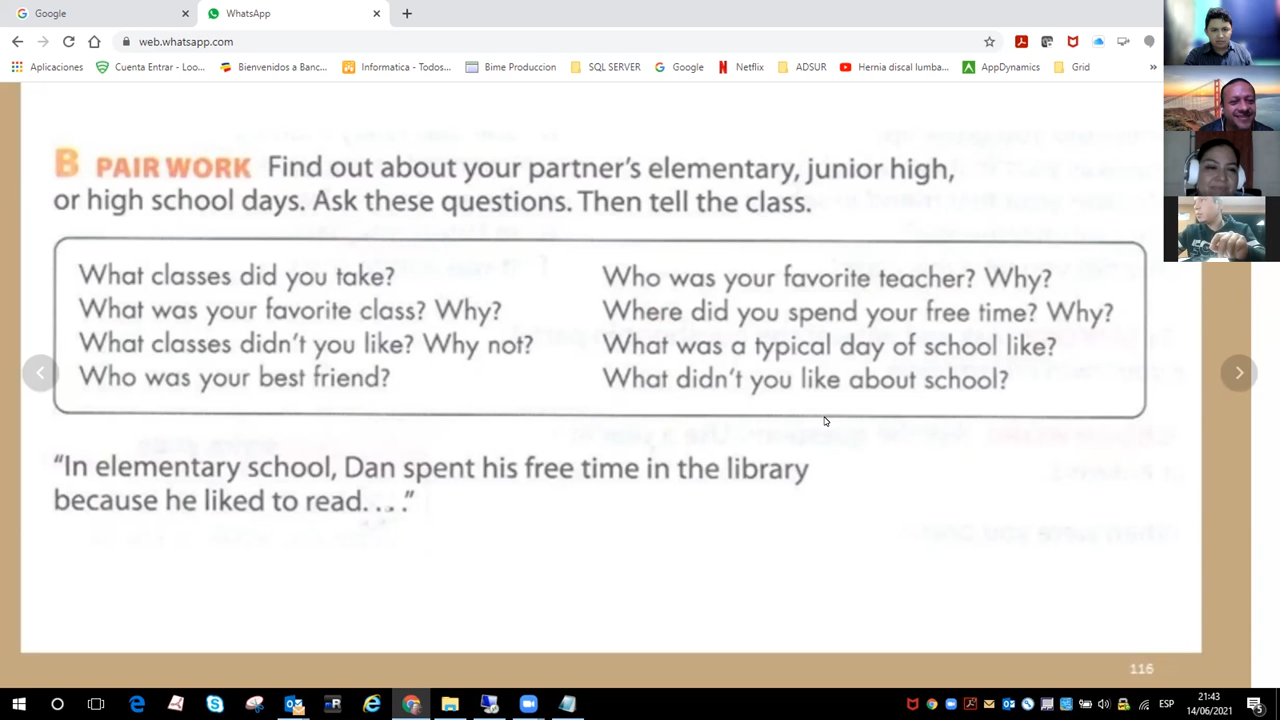 Google
WhatsApp
web.whatsapp.com
Aplicaciones
Cuenta Entrar - Loo...
Bienvenidos a Banc...
Informatica - Todos...
Bime Produccion
SQL SERVER
Google
Netflix
ADSUR
Hernia discal lumba...
AppDynamics
Grid
»
B PAIR WORK Find out about your partner's elementary, junior high,
or high school days. Ask these questions. Then tell the class.
What classes did you take?
What was your favorite class? Why?
What classes didn't you like? Why not?
Who was your best friend?
Who was your favorite teacher? Why?
Where did you spend your free time? Why?
What was a typical day of school like?
What didn't you like about school?
"In elementary school, Dan spent his free time in the library
because he liked to read. . . ."
116
ESP
21:43
14/06/2021
5